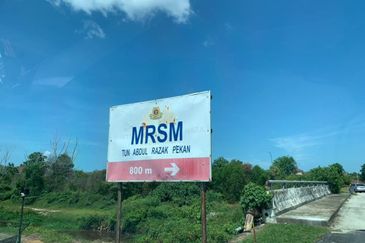 MRSM
TUN ABDUL RAZAK PEKAN
800 m